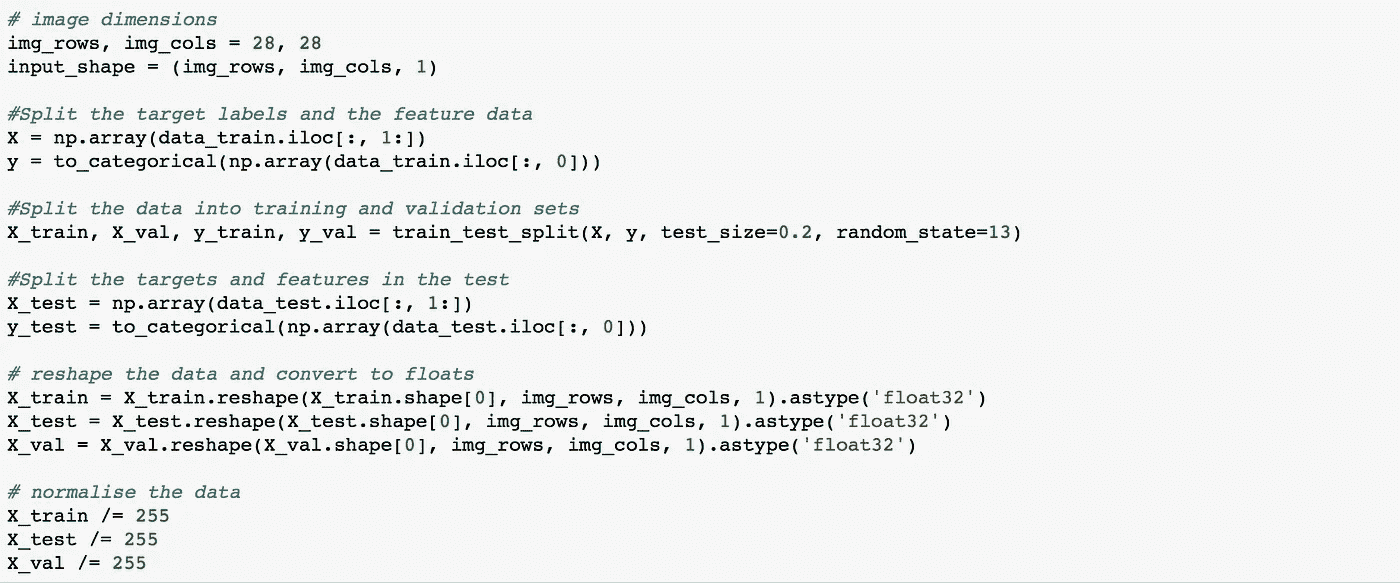 # image dimensions
img_rows, img_cols = 28, 28
input_shape = (img_rows, img_cols, 1)
#Split the target labels and the feature data
X = np.array(data_train.iloc[:, 1:])
y = to_categorical(np.array(data_train.iloc[:, 0]))
#Split the data into training and validation sets
X_train, X_val, y_train, y_val = train_test_split(X, y, test_size=0.2, random_state=13)
#Split the targets and features in the test
X_test = np.array(data_test.iloc[:, 1:])
y_test = to_categorical(np.array(data_test.iloc[:, 0]))
# reshape the data and convert to floats
X_train = X_train.reshape(X_train.shape[0], img_rows, img_cols, 1).astype('float32')
X_test = X_test.reshape(X_test.shape[0], img_rows, img_cols, 1).astype('float32')
X_val = X_val.reshape(X_val.shape[0], img_rows, img_cols, 1).astype('float32')
# normalise the data
X_train /= 255
X_test /= 255
X_val /= 255